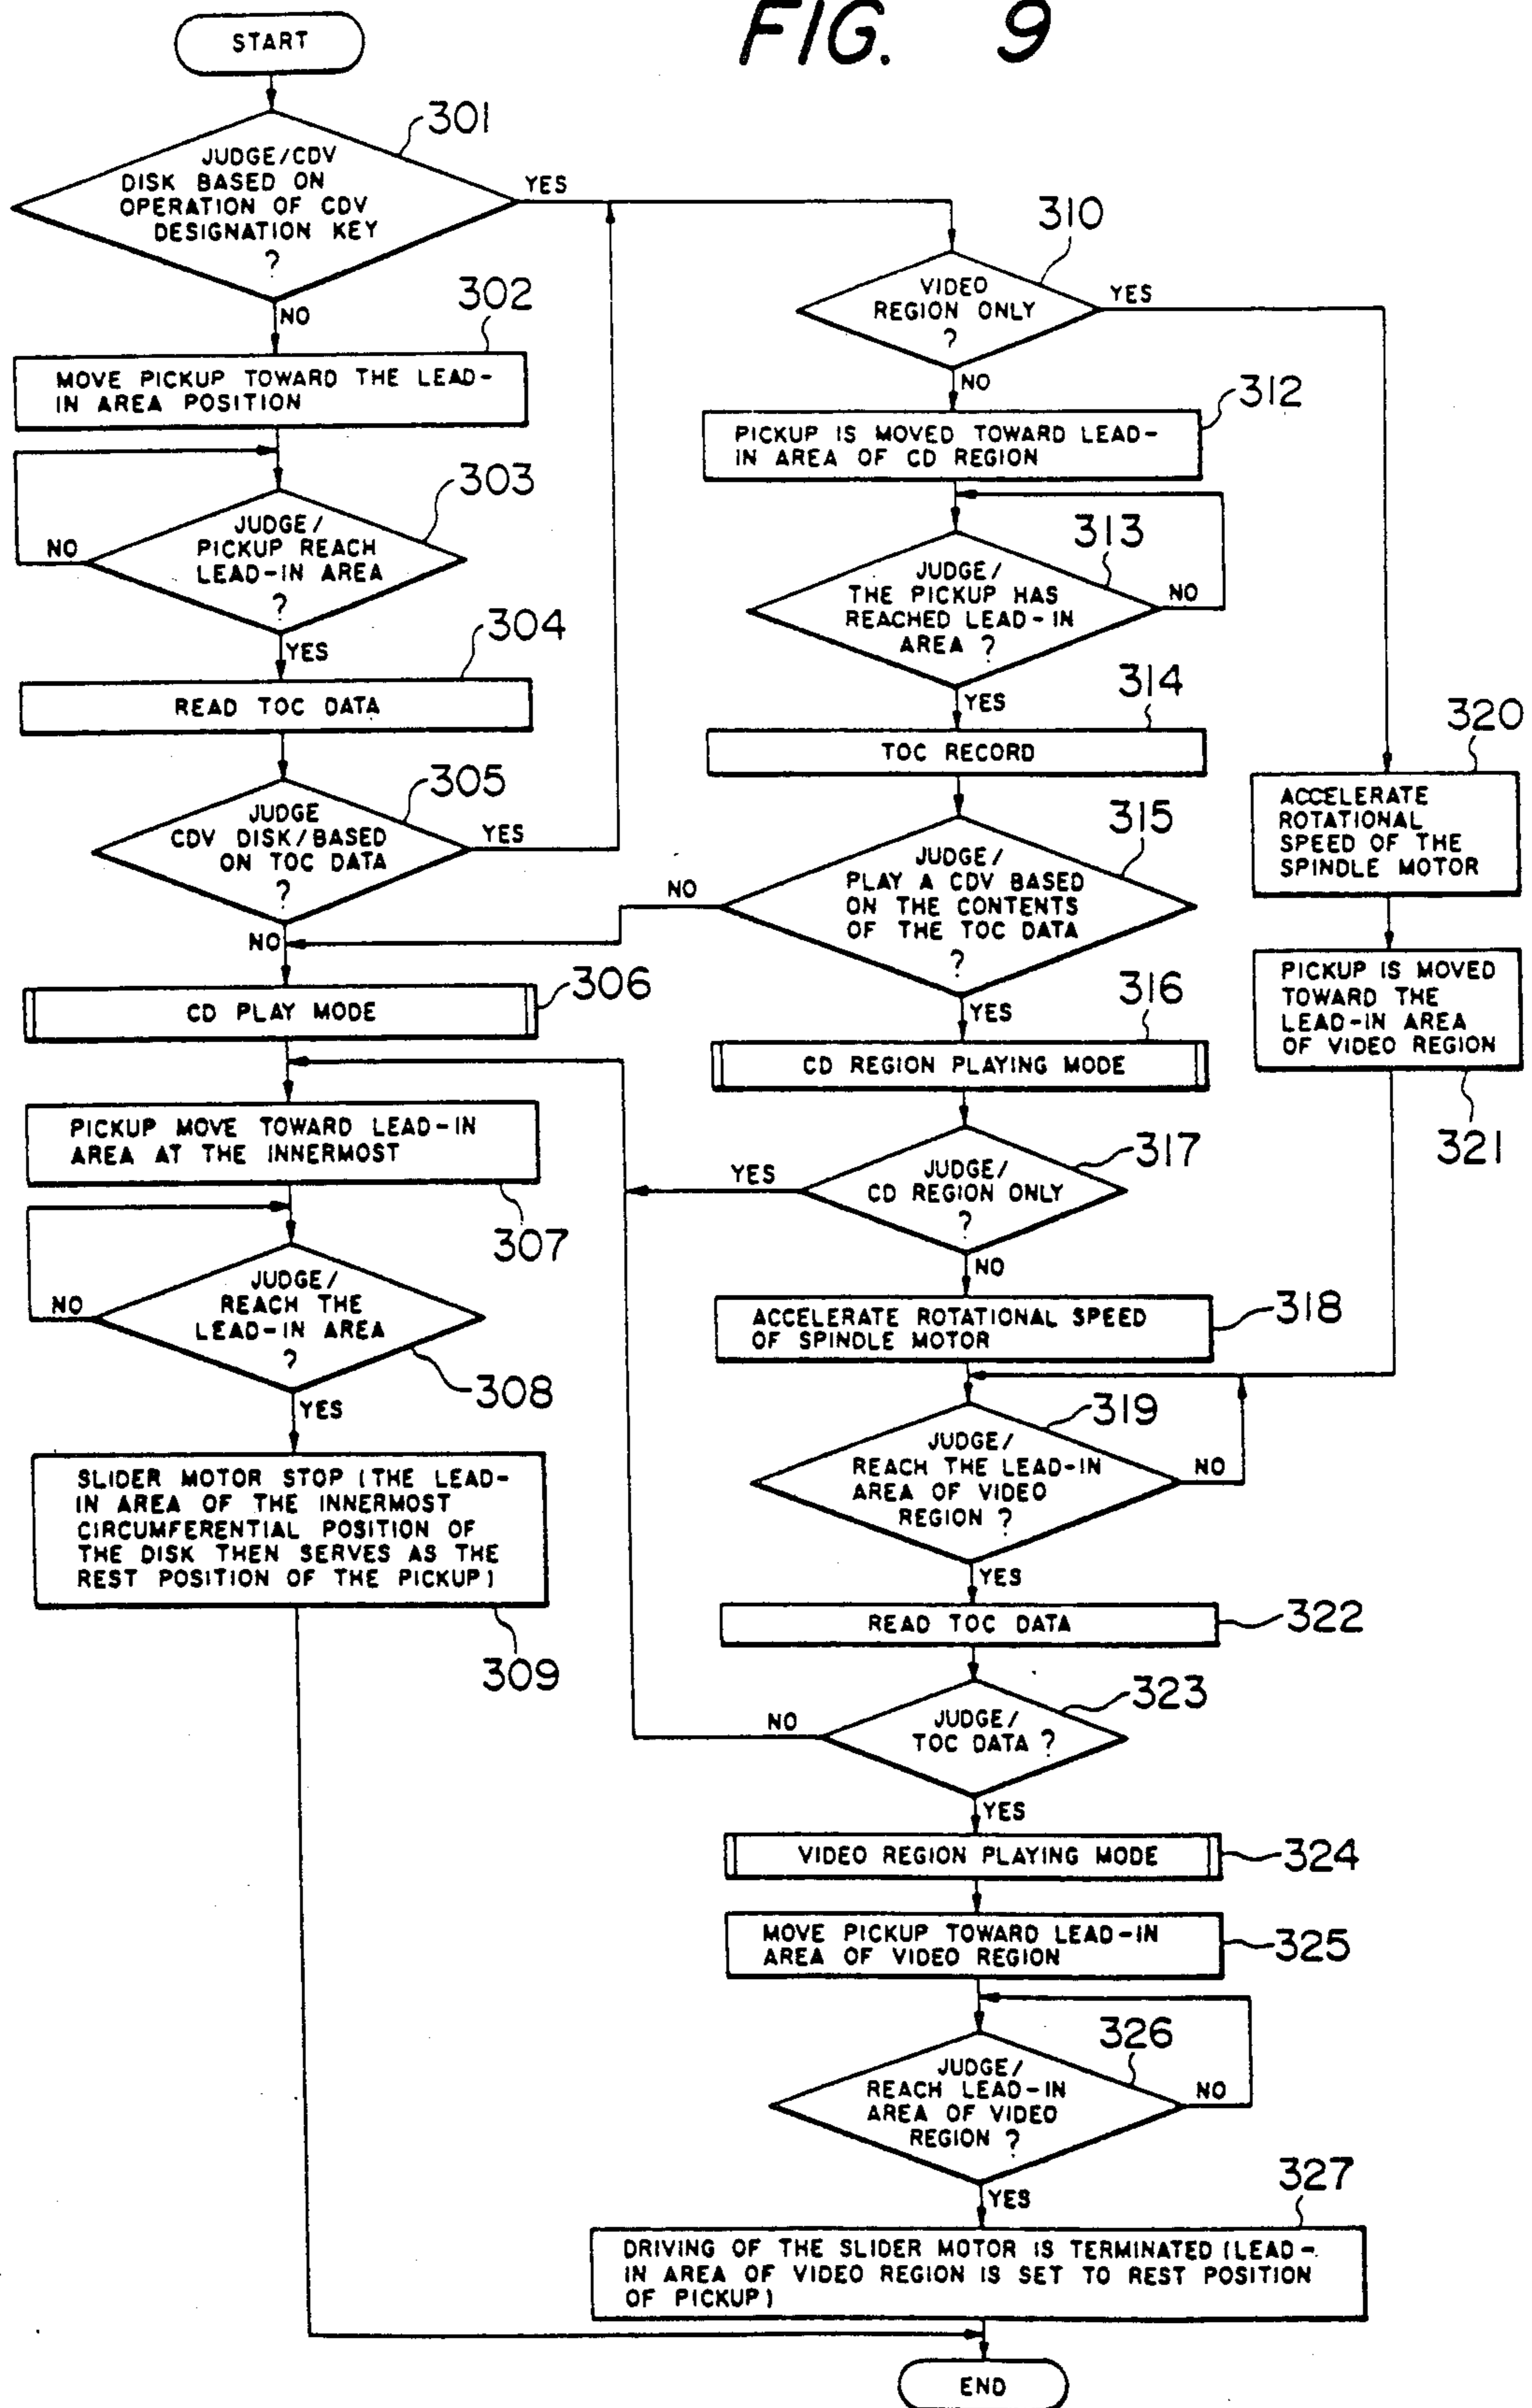 FIG. 9
START
301
JUDGE/CDV
DISK BASED ON
OPERATION OF CDV
DESIGNATION KEY
?
YES
NO
302
MOVE PICKUP TOWARD THE LEAD-
IN AREA POSITION
303
JUDGE/
PICKUP REACH
LEAD-IN AREA
?
NO
YES
304
READ TOC DATA
305
JUDGE
CDV DISK/BASED
ON TOC DATA
?
YES
NO
306
CD PLAY MODE
PICKUP MOVE TOWARD LEAD-IN
AREA AT THE INNERMOST
307
JUDGE/
REACH THE
LEAD-IN AREA
?
NO
308
YES
SLIDER MOTOR STOP (THE LEAD-
IN AREA OF THE INNERMOST
CIRCUMFERENTIAL POSITION OF
THE DISK THEN SERVES AS THE
REST POSITION OF THE PICKUP)
309
310
VIDEO
REGION ONLY
?
YES
NO
312
PICKUP IS MOVED TOWARD LEAD-
IN AREA OF CD REGION
313
JUDGE/
THE PICKUP HAS
REACHED LEAD-IN
AREA ?
NO
YES
314
TOC RECORD
315
JUDGE/
PLAY A CDV BASED
ON THE CONTENTS
OF THE TOC DATA
?
NO
YES
316
CD REGION PLAYING MODE
317
JUDGE/
CD REGION ONLY
?
YES
NO
318
ACCELERATE ROTATIONAL SPEED
OF SPINDLE MOTOR
319
JUDGE/
REACH THE LEAD-IN
AREA OF VIDEO
REGION ?
NO
YES
320
ACCELERATE
ROTATIONAL
SPEED OF THE
SPINDLE MOTOR
PICKUP IS MOVED
TOWARD THE
LEAD-IN AREA
OF VIDEO REGION
321
READ TOC DATA
322
323
JUDGE/
TOC DATA ?
NO
YES
VIDEO REGION PLAYING MODE
324
MOVE PICKUP TOWARD LEAD-IN
AREA OF VIDEO REGION
325
326
JUDGE/
REACH LEAD-IN
AREA OF VIDEO
REGION ?
NO
YES
327
DRIVING OF THE SLIDER MOTOR IS TERMINATED (LEAD-
IN AREA OF VIDEO REGION IS SET TO REST POSITION
OF PICKUP)
END